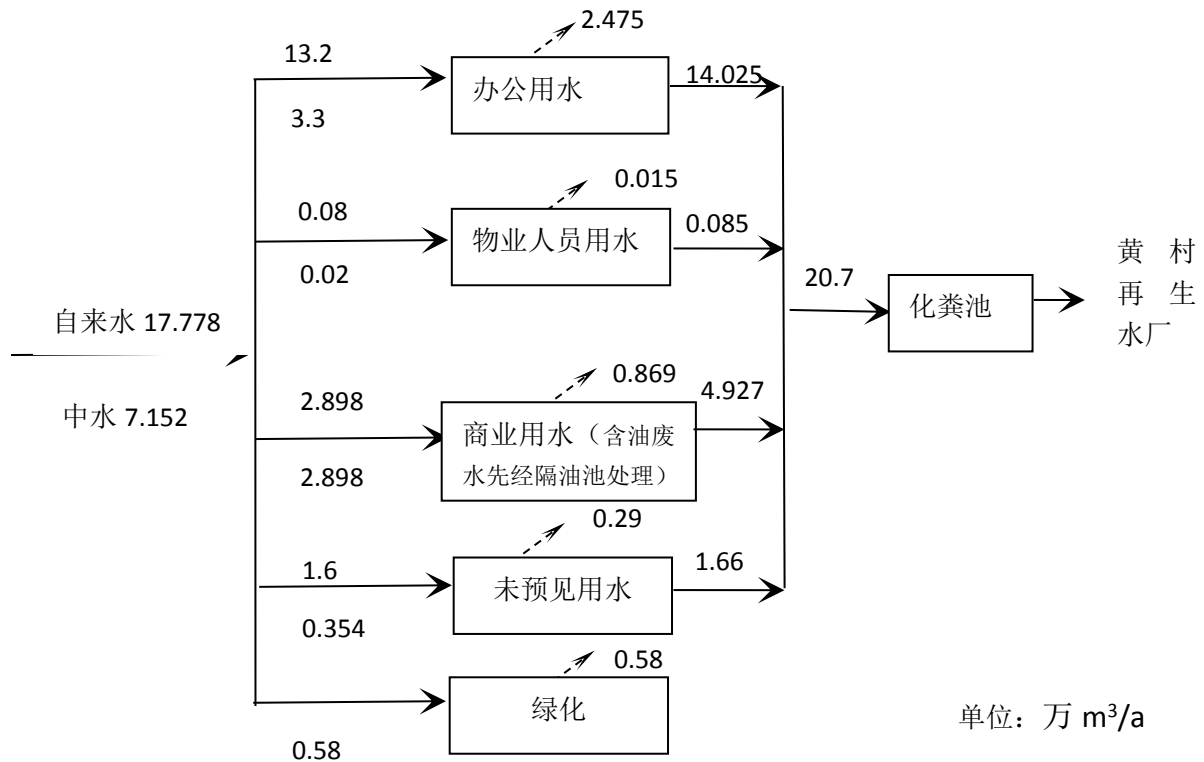 2.475
13.2
办公用水
14.025
3.3
0.015
0.08
物业人员用水
0.085
0.02
黄 村
再 生
水厂
20.7
化粪池
自来水 17.778
中水 7.152
0.869
2.898
4.927
商业用水（含油废
水先经隔油池处理）
2.898
0.29
1.6
未预见用水
1.66
0.354
0.58
绿化
0.58
单位：万 m³/a